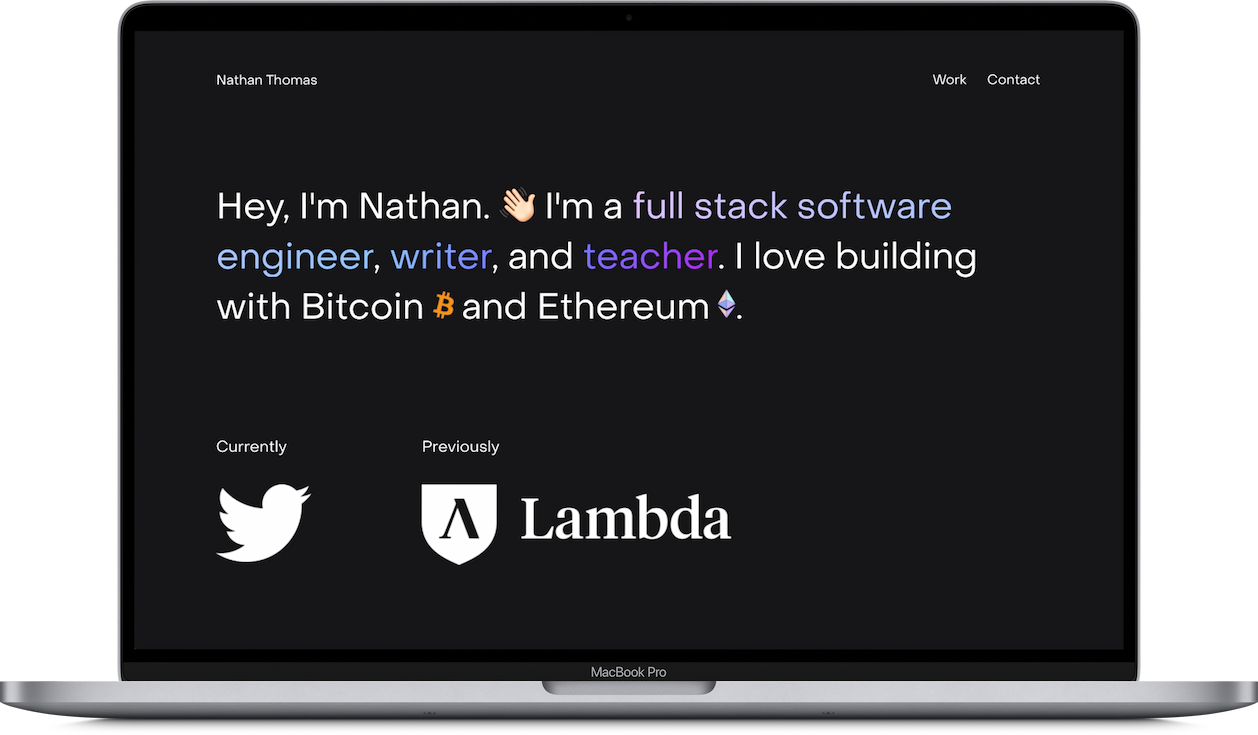 Nathan Thomas
Work
Contact
Hey, I'm Nathan. 👋🏻 I'm a full stack software
engineer, writer, and teacher. I love building
with Bitcoin and Ethereum .
Currently
Previously
Λ
Lambda
MacBook Pro